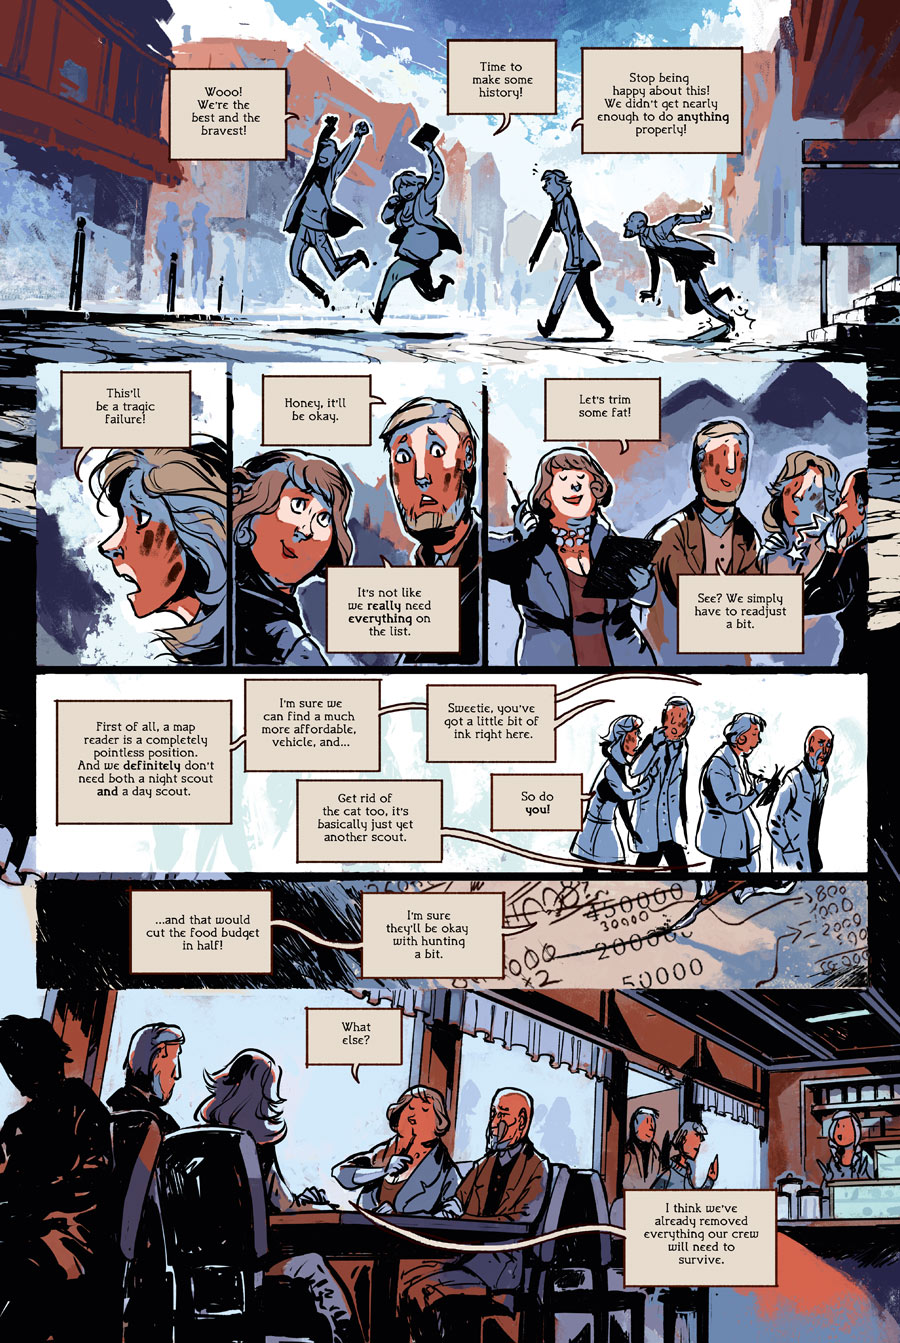 Wooo!
We're the
best and the
bravest!
Time to
make some
history!
Stop being
happy about this!
We didn't get nearly
enough to do anything
properly!
This'll
be a tragic
failure!
Honey, it'll
be okay.
It's not like
we really need
everything on
the list.
Let's trim
some fat!
See? We simply
have to readjust
a bit.
First of all, a map
reader is a completely
pointless position.
And we definitely don't
need both a night scout
and a day scout.
I'm sure we
can find a much
more affordable,
vehicle, and...
Sweetie, you've
got a little bit of
ink right here.
So do
you!
Get rid of
the cat too, it's
basically just yet
another scout.
...and that would
cut the food budget
in half!
I'm sure
they'll be okay
with hunting
a bit.
450000
30000
200000
x2
50000
What
else?
I think we've
already removed
everything our crew
will need to
survive.